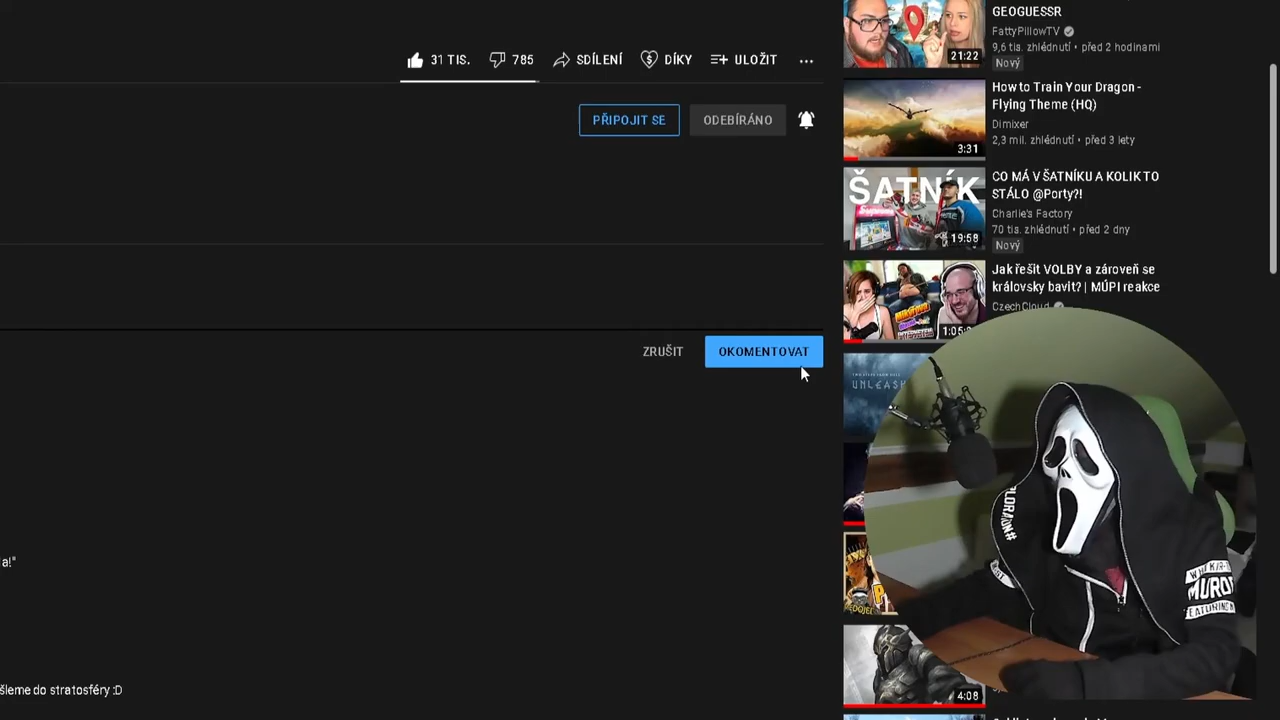 31 TIS.
785
SDÍLENÍ
DÍKY
ULOŽIT
PŘIPOJIT SE
ODEBÍRÁNO
ZRUŠIT
OKOMENTOVAT
a!"
šleme do stratosféry :D
GEOGUESSR
FattyPillowTV
9,6 tis. zhlédnutí • před 2 hodinami
Nový
21:22
How to Train Your Dragon -
Flying Theme (HQ)
Dimixer
2,3 mil. zhlédnutí • před 3 lety
3:31
ŠATNÍK
CO MÁ V ŠATNÍKU A KOLIK TO
STÁLO @Porty?!
Charlie's Factory
70 tis. zhlédnutí • před 2 dny
Nový
19:58
Jak řešit VOLBY a zároveň se
královsky bavit? | MÚPI reakce
CzechCloud
UNLEASH
4:08